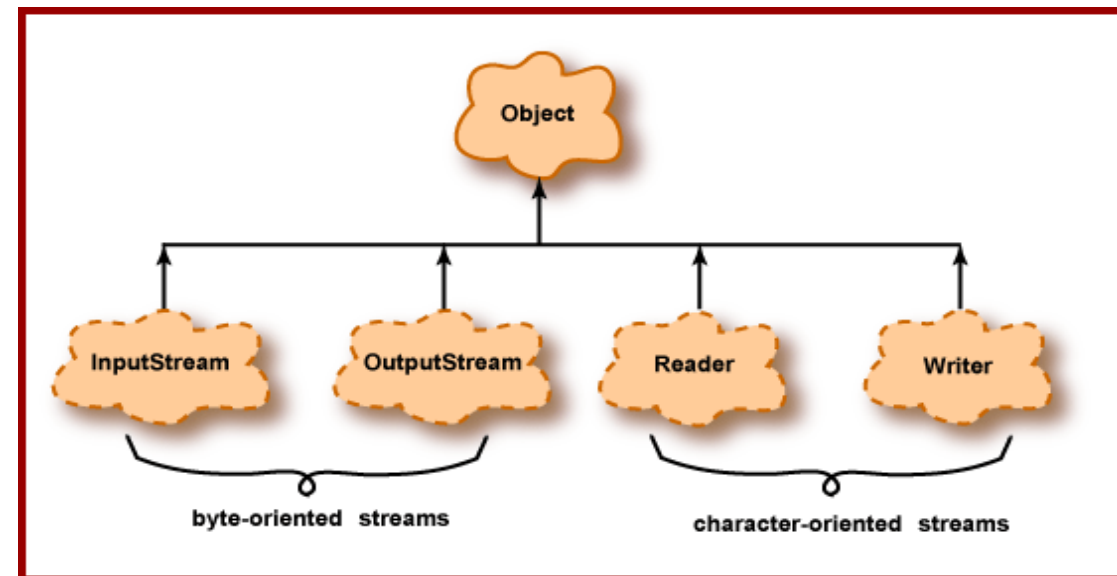 Object
InputStream
OutputStream
Reader
Writer
byte-oriented streams
character-oriented streams